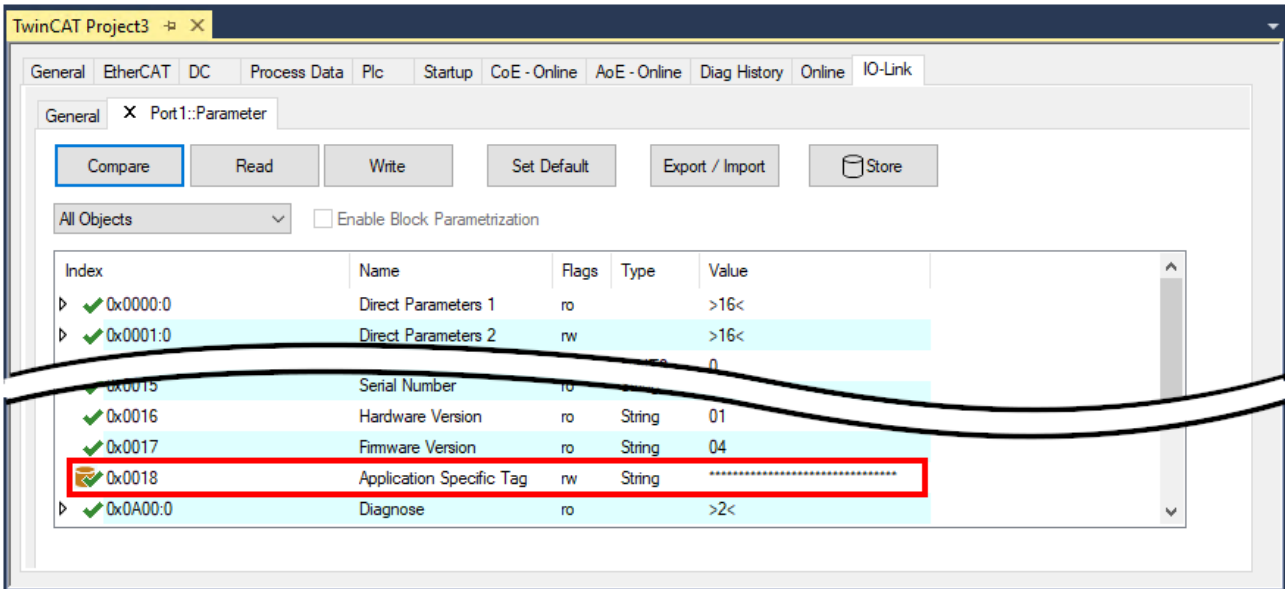 TwinCAT Project3
General EtherCAT DC Process Data Plc Startup CoE - Online AoE - Online Diag History Online IO-Link
General X Port1::Parameter
Compare Read Write Set Default Export / Import Store
All Objects Enable Block Parametrization
Index Name Flags Type Value
0x0000:0 Direct Parameters 1 ro >16<
0x0001:0 Direct Parameters 2 rw >16<
0
0x0015 Serial Number ro
0x0016 Hardware Version ro String 01
0x0017 Firmware Version ro String 04
0x0018 Application Specific Tag rw String ********************************
0x0A00:0 Diagnose ro >2<